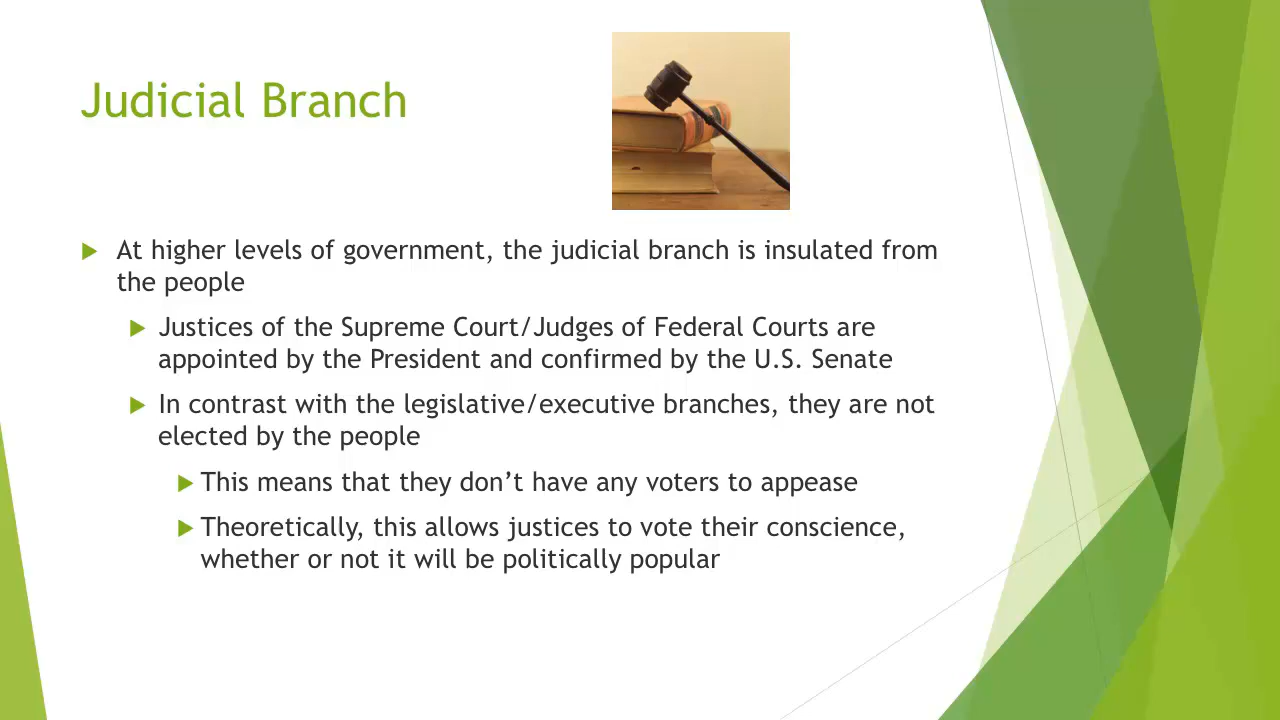 Judicial Branch
At higher levels of government, the judicial branch is insulated from
the people
Justices of the Supreme Court/Judges of Federal Courts are
appointed by the President and confirmed by the U.S. Senate
In contrast with the legislative/executive branches, they are not
elected by the people
This means that they don’t have any voters to appease
Theoretically, this allows justices to vote their conscience,
whether or not it will be politically popular